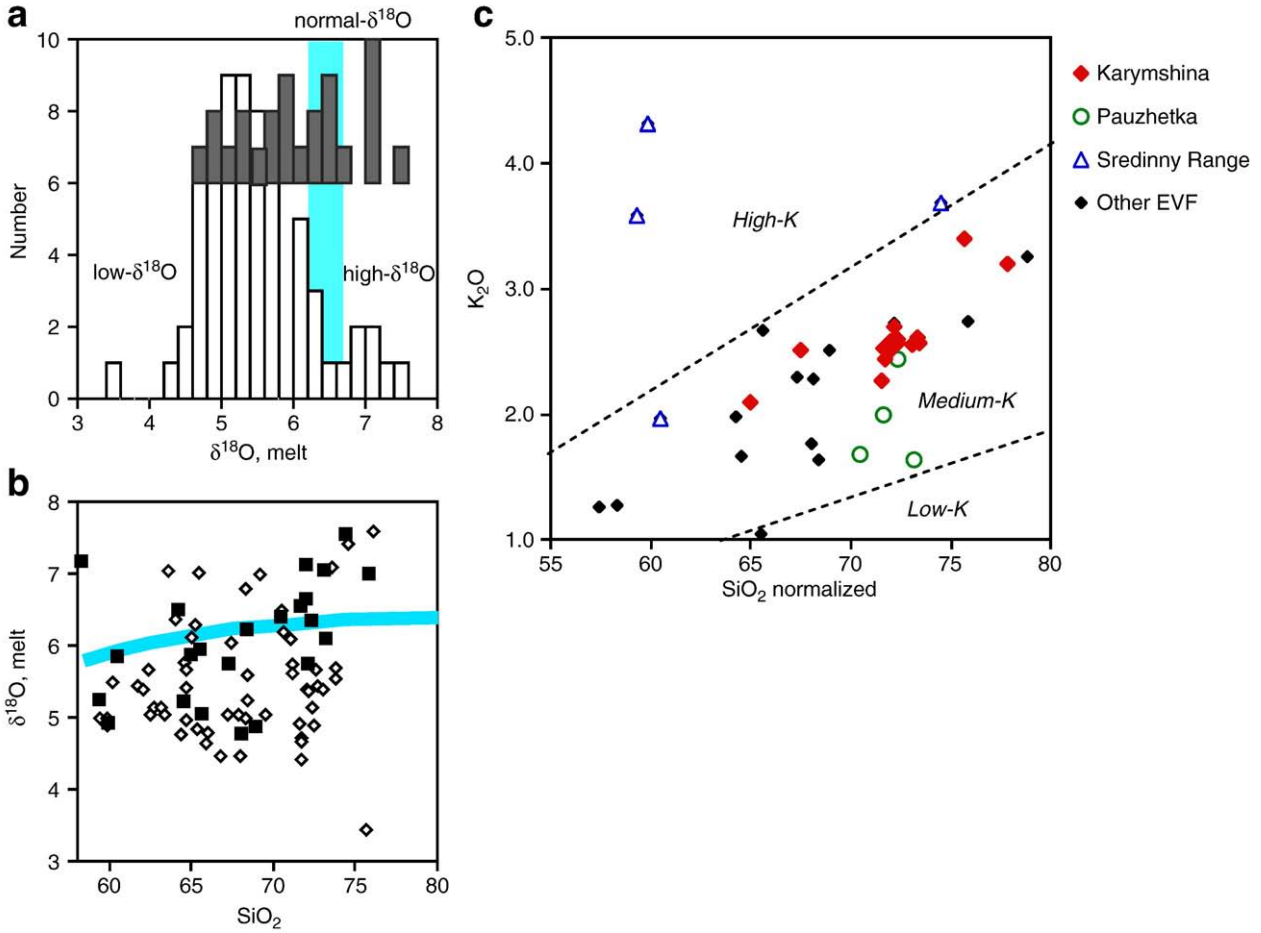 a
normal-δ¹⁸O
10
8
6
4
2
0
Number
low-δ¹⁸O
high-δ¹⁸O
3 4 5 6 7 8
δ¹⁸O, melt
b
8
7
6
5
4
3
δ¹⁸O, melt
60 65 70 75 80
SiO₂
c
5.0
4.0
3.0
2.0
1.0
K₂O
High-K
Medium-K
Low-K
55 60 65 70 75 80
SiO₂ normalized
Karymshina
Pauzhetka
Sredinny Range
Other EVF